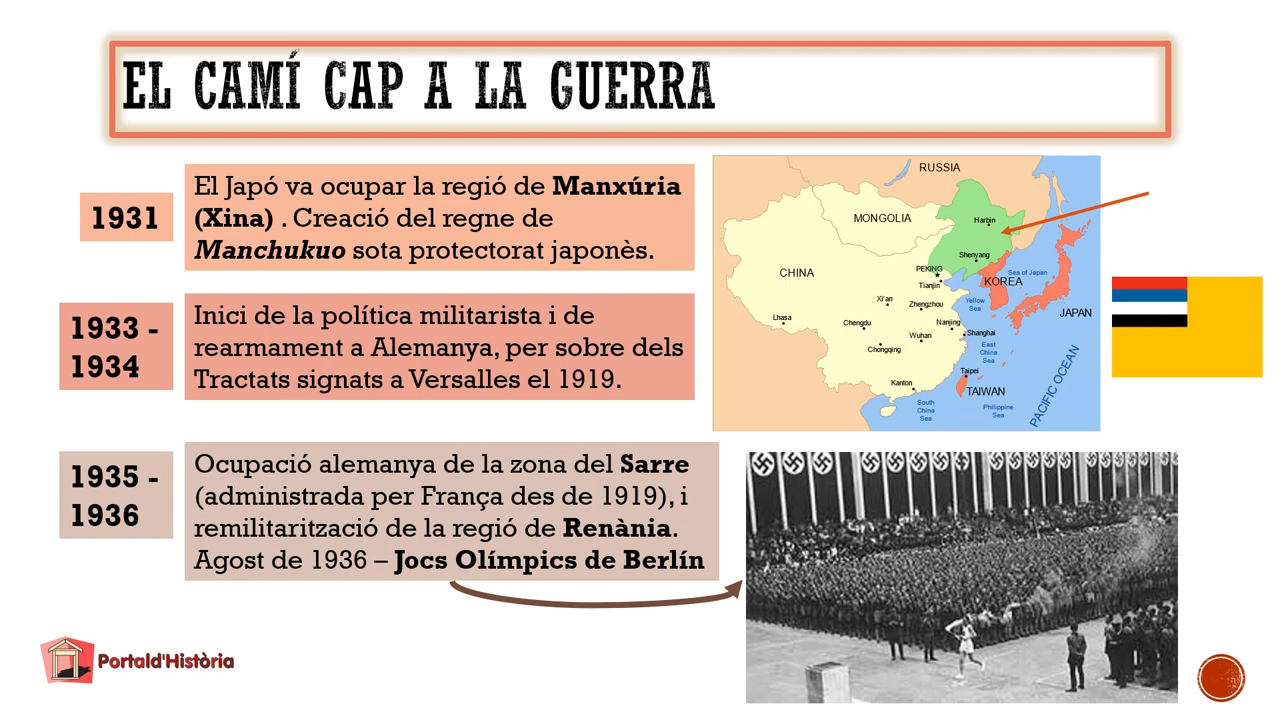 EL CAMÍ CAP A LA GUERRA
1931
El Japó va ocupar la regió de Manxúria
(Xina) . Creació del regne de
Manchukuo sota protectorat japonès.
1933 -
1934
Inici de la política militarista i de
rearmament a Alemanya, per sobre dels
Tractats signats a Versalles el 1919.
1935 -
1936
Ocupació alemanya de la zona del Sarre
(administrada per França des de 1919), i
remilitarització de la regió de Renània.
Agost de 1936 – Jocs Olímpics de Berlín
RUSSIA
MONGOLIA
Harbin
Shenyang
PEKING
Tianjin
CHINA
KOREA
Sea of Japan
JAPAN
Xi'an
Zhengzhou
Yellow
Sea
Lhasa
Chengdu
Nanjing
Shanghai
Wuhan
Chongqing
East
China
Sea
Taipei
Kanton
TAIWAN
South
China
Sea
Philippine
Sea
PACIFIC OCEAN
Portald'Història